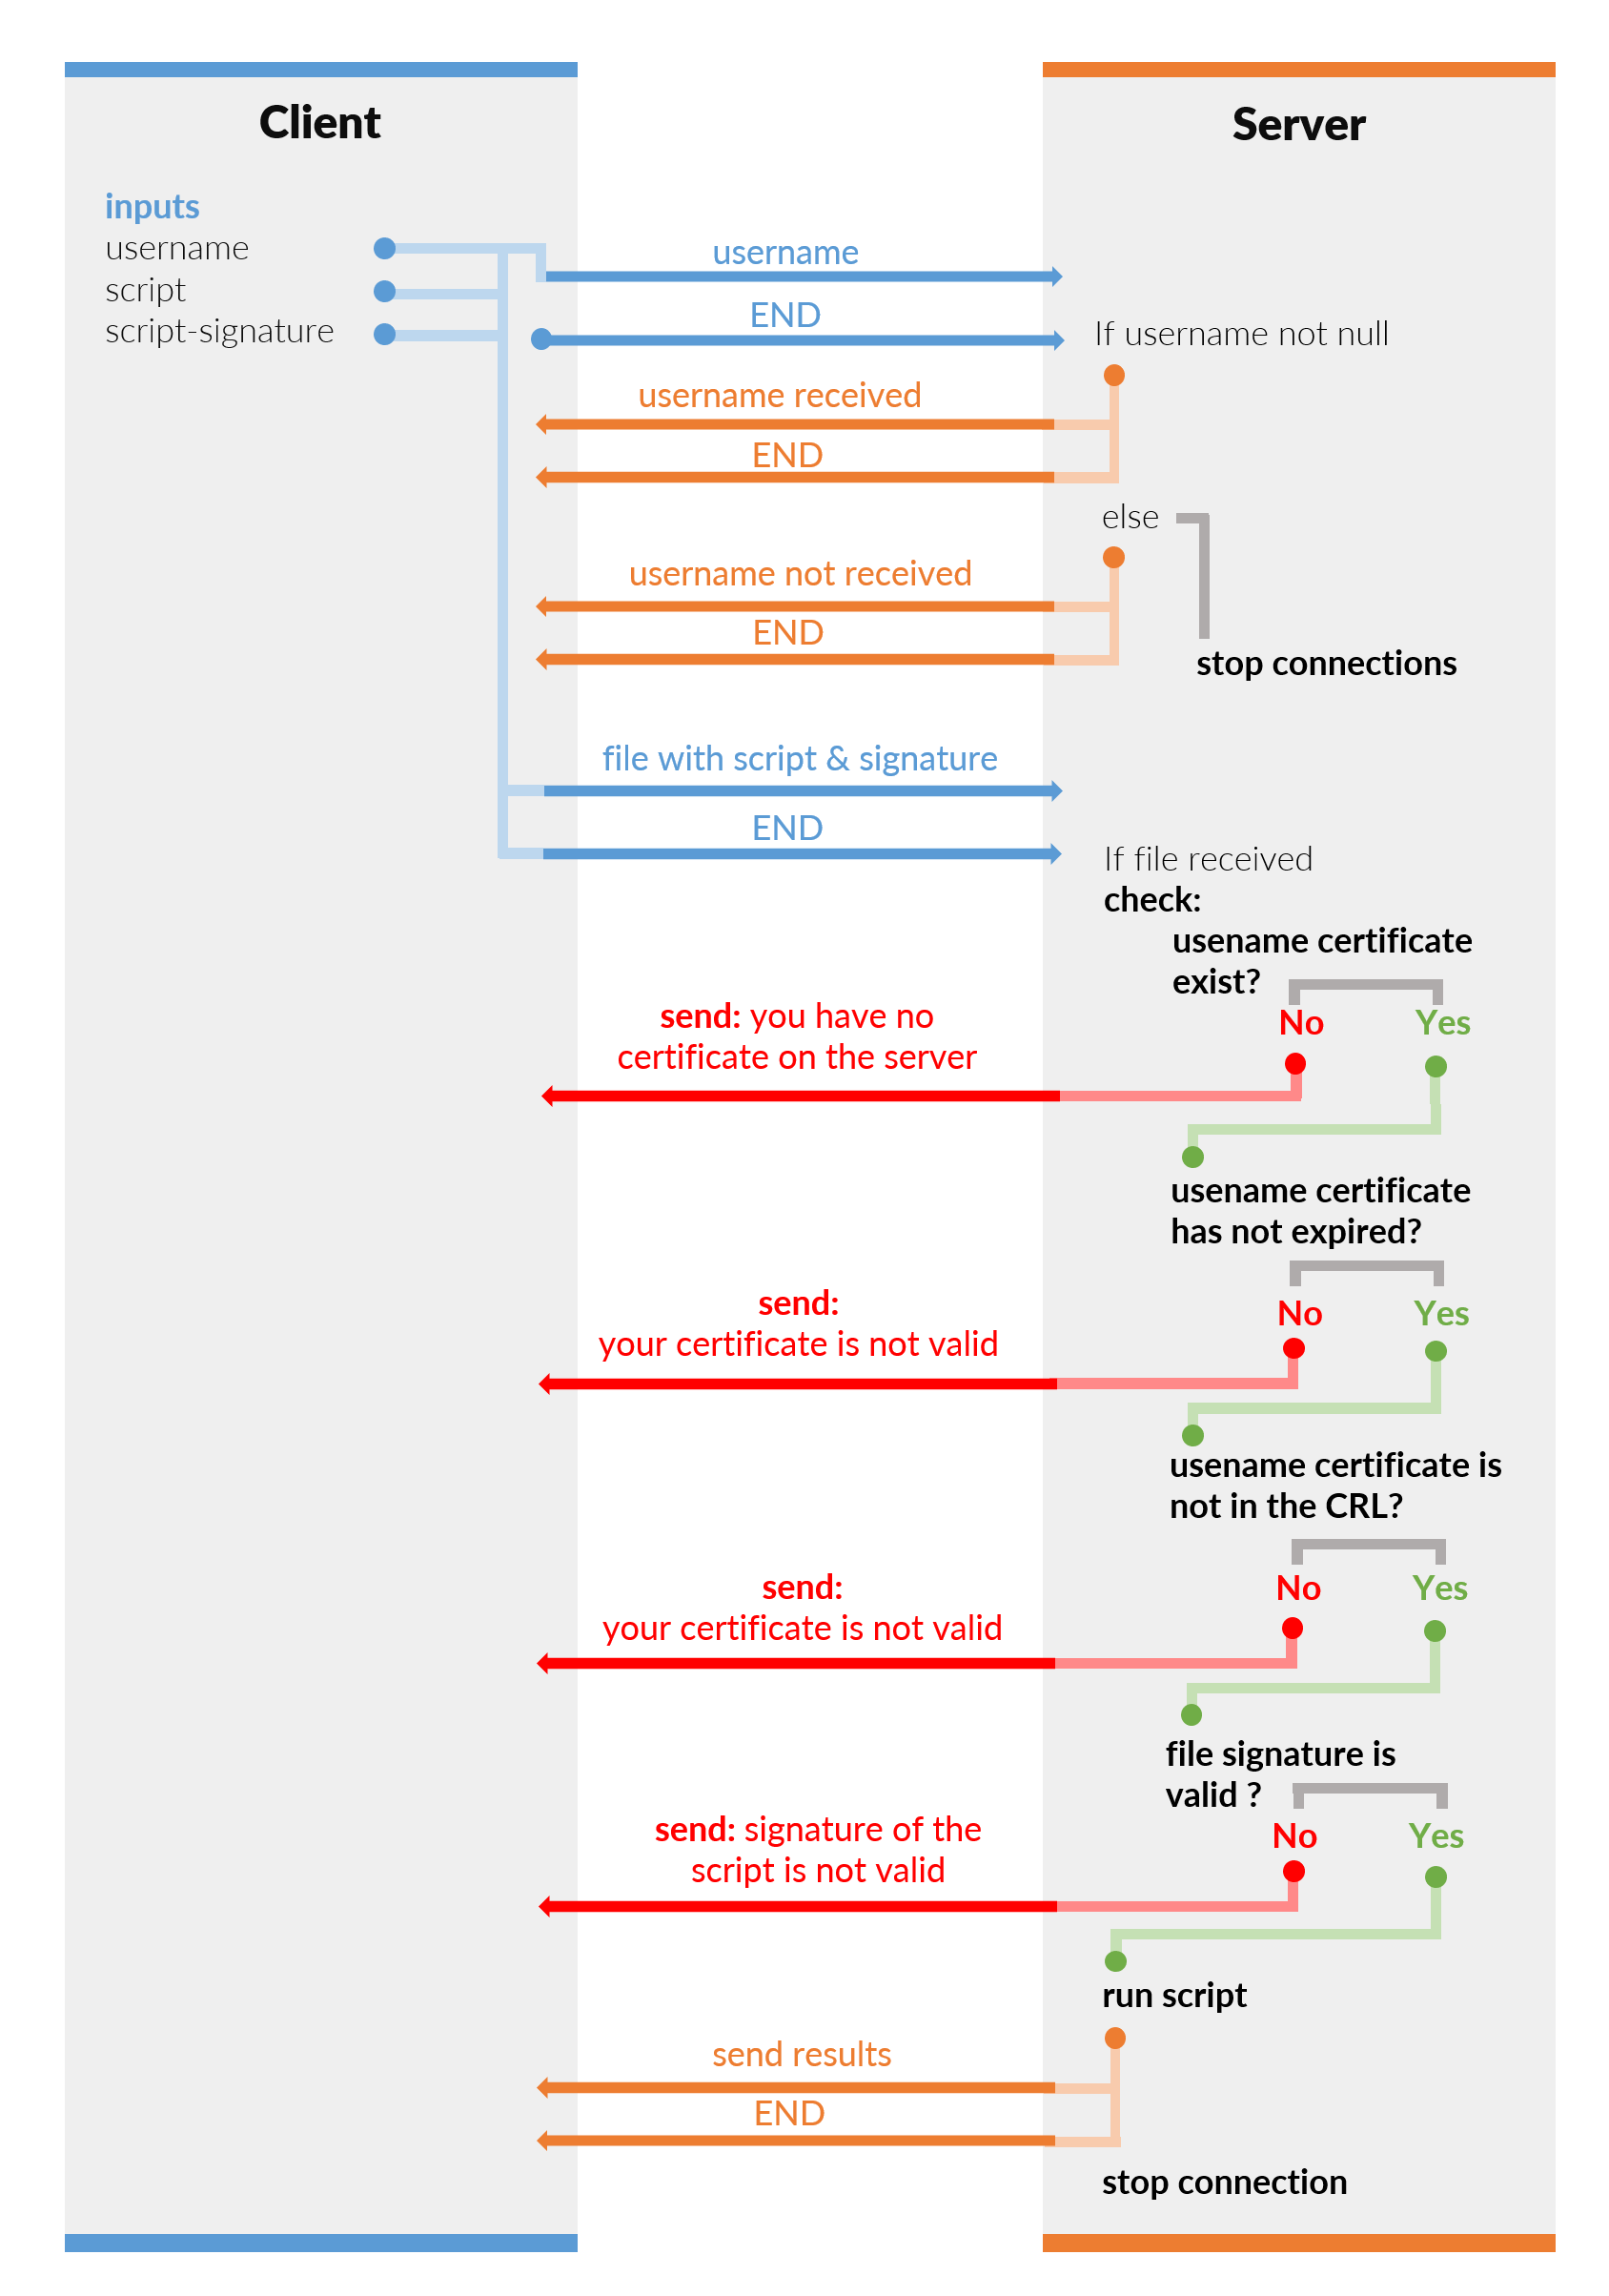 Client
Server
inputs
username
script
script-signature
username
END
If username not null
username received
END
else
username not received
END
stop connections
file with script & signature
END
If file received
check:
usename certificate
exist?
No
Yes
send: you have no
certificate on the server
usename certificate
has not expired?
No
Yes
send:
your certificate is not valid
usename certificate is
not in the CRL?
No
Yes
send:
your certificate is not valid
file signature is
valid ?
No
Yes
send: signature of the
script is not valid
run script
send results
END
stop connection